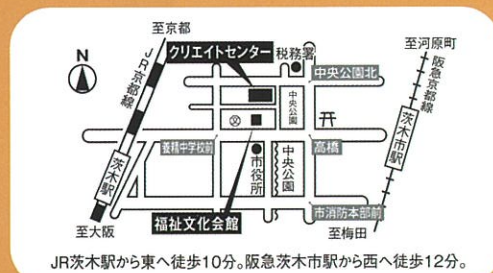 至京都
N
JR京都線
クリエイトセンター
税務署
至河原町
阪急京都線
中央公園北
中央公園
文
養精中学校前
高橋
茨木駅
市役所
中央公園
茨木市駅
福祉文化会館
市消防本部前
至大阪
至梅田
JR茨木駅から東へ徒歩10分。阪急茨木市駅から西へ徒歩12分。